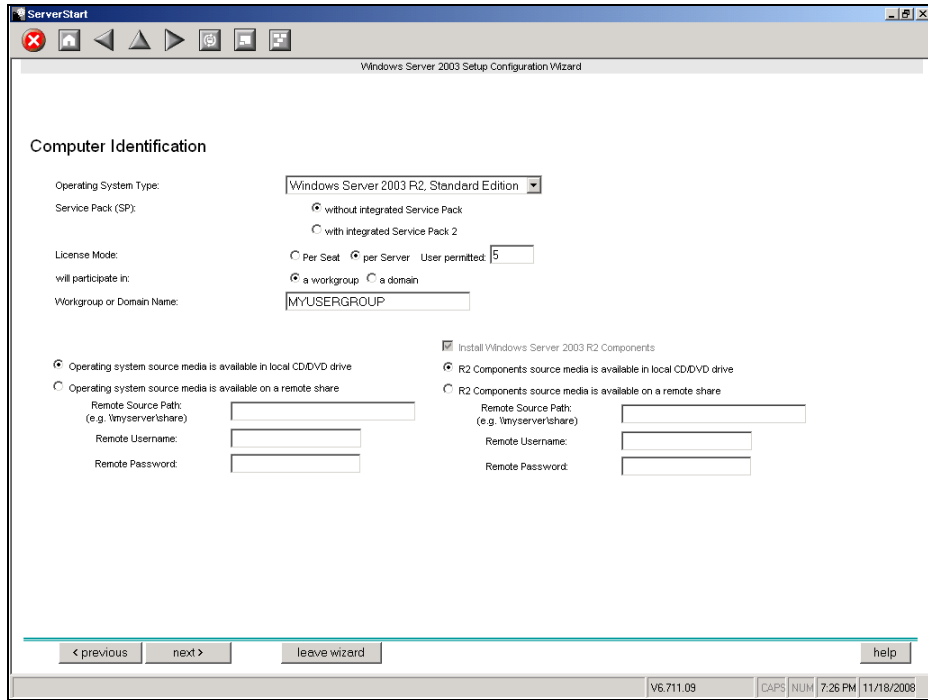 ServerStart
Windows Server 2003 Setup Configuration Wizard
Computer Identification
Operating System Type: Windows Server 2003 R2, Standard Edition
Service Pack (SP): without integrated Service Pack
with integrated Service Pack 2
License Mode: Per Seat per Server User permitted: 5
will participate in: a workgroup a domain
Workgroup or Domain Name: MYUSERGROUP
Install Windows Server 2003 R2 Components
Operating system source media is available in local CD/DVD drive
Operating system source media is available on a remote share
Remote Source Path:
(e.g. \\myserver\share)
Remote Username:
Remote Password:
R2 Components source media is available in local CD/DVD drive
R2 Components source media is available on a remote share
Remote Source Path:
(e.g. \\myserver\share)
Remote Username:
Remote Password:
< previous next > leave wizard help
V6.711.09 CAPS NUM 7:26 PM 11/18/2008